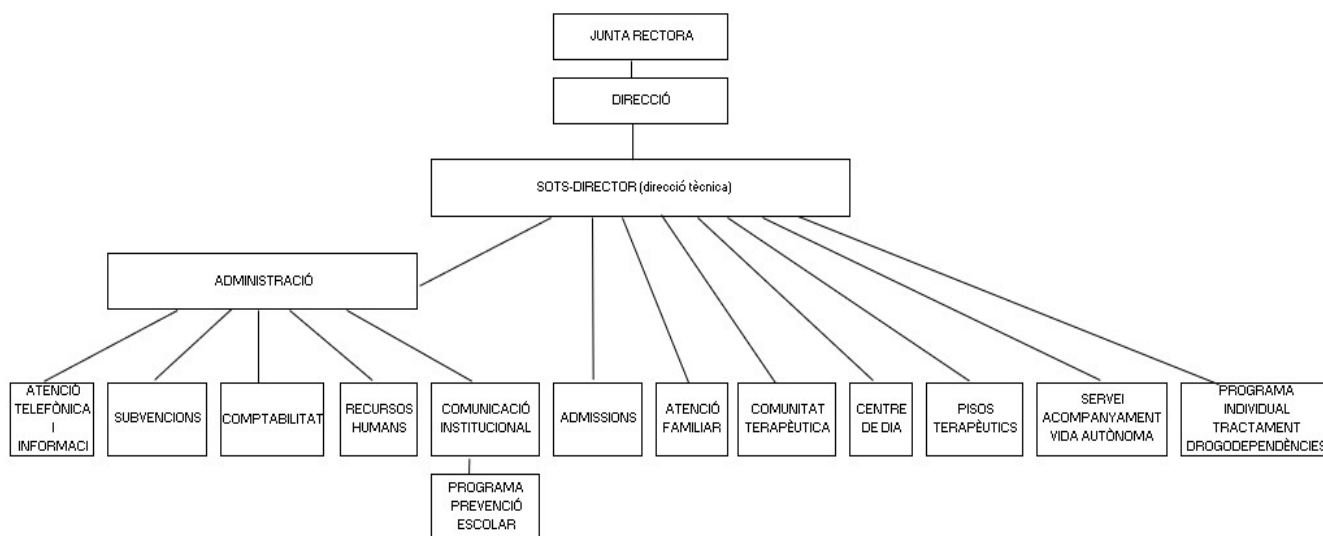 JUNTA RECTORA
DIRECCIÓ
SOTS-DIRECTOR (direcció tècnica)
ADMINISTRACIÓ
ATENCIÓ
TELEFÒNICA
I
INFORMACI
SUBVENCIONS
COMPTABILITAT
RECURSOS
HUMANS
COMUNICACIÓ
INSTITUCIONAL
ADMISSIONS
ATENCIÓ
FAMILIAR
COMUNITAT
TERAPÈUTICA
CENTRE
DE DIA
PISOS
TERAPÈUTICS
SERVEI
ACOMPANYAMENT
VIDA AUTÒNOMA
PROGRAMA
INDIVIDUAL
TRACTAMENT
DROGODEPENDÈNCIES
PROGRAMA
PREVENCIÓ
ESCOLAR